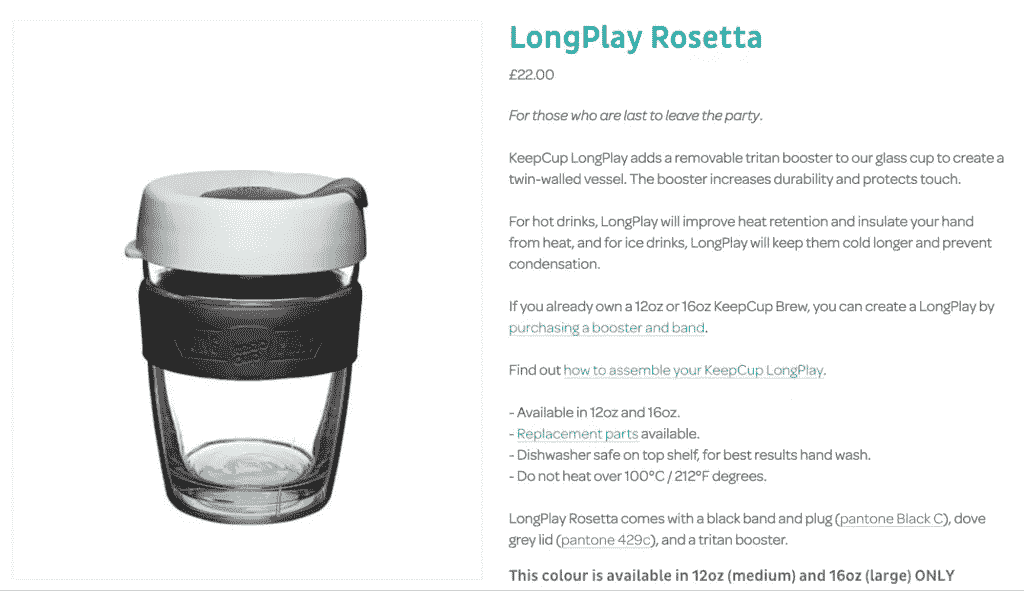 LongPlay Rosetta
£22.00
For those who are last to leave the party.
KeepCup LongPlay adds a removable tritan booster to our glass cup to create a
twin-walled vessel. The booster increases durability and protects touch.
For hot drinks, LongPlay will improve heat retention and insulate your hand
from heat, and for ice drinks, LongPlay will keep them cold longer and prevent
condensation.
If you already own a 12oz or 16oz KeepCup Brew, you can create a LongPlay by
purchasing a booster and band.
Find out how to assemble your KeepCup LongPlay.
- Available in 12oz and 16oz.
- Replacement parts available.
- Dishwasher safe on top shelf, for best results hand wash.
- Do not heat over 100°C / 212°F degrees.
LongPlay Rosetta comes with a black band and plug (pantone Black C), dove
grey lid (pantone 429c), and a tritan booster.
This colour is available in 12oz (medium) and 16oz (large) ONLY